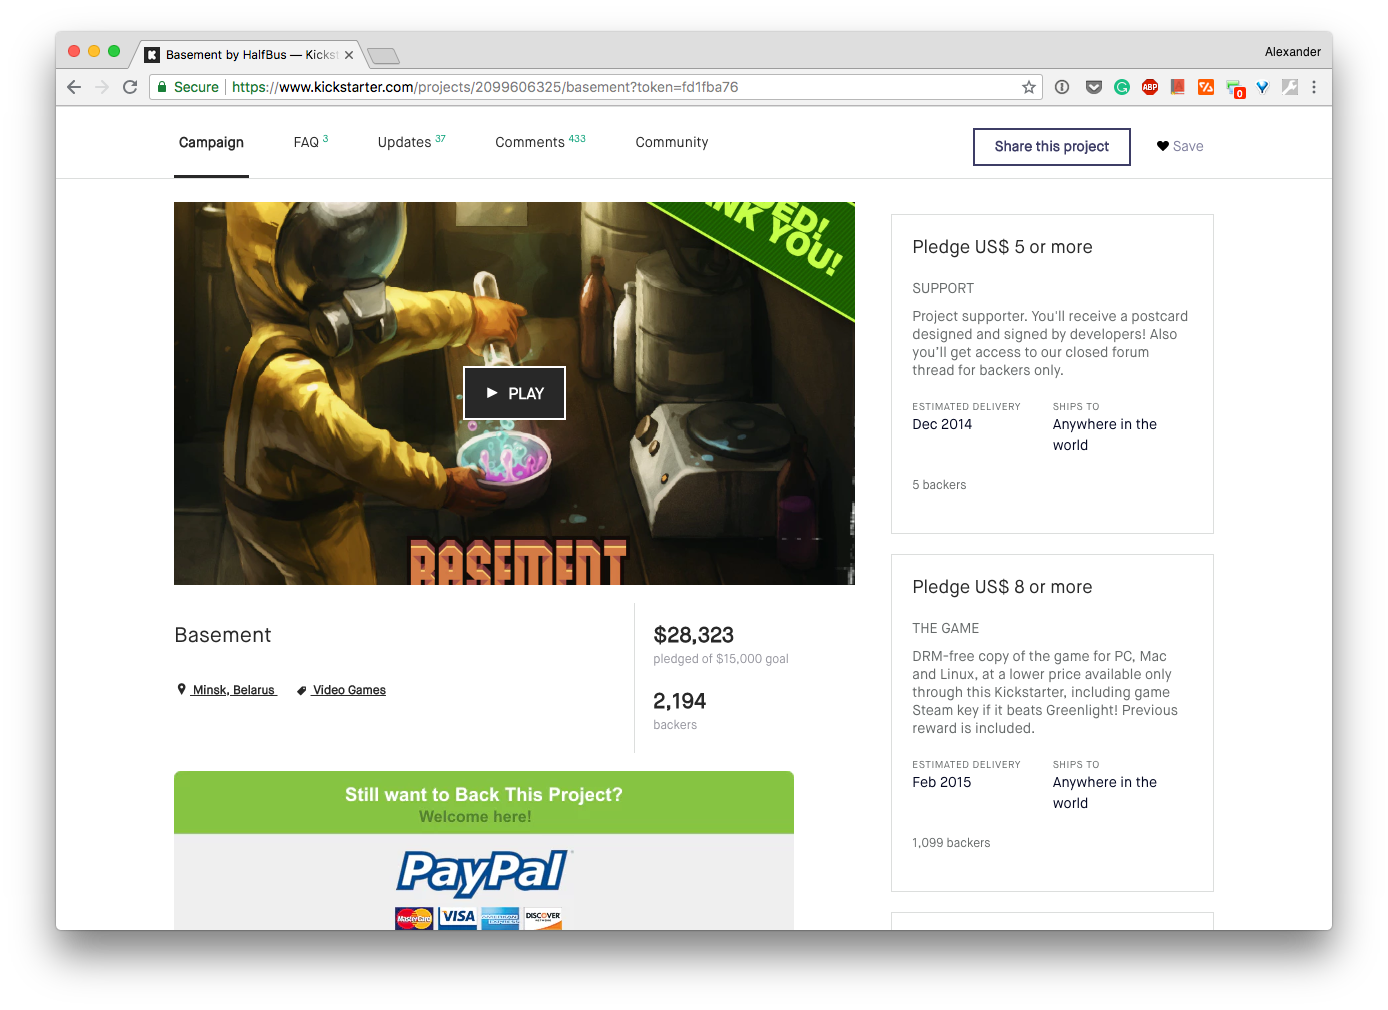 Basement by HalfBus — Kickst
Alexander
Secure
https://www.kickstarter.com/projects/2099606325/basement?token=fd1fba76
ABP
0
Campaign
FAQ 3
Updates 37
Comments 433
Community
Share this project
Save
NK YOU!
PLAY
BASEMENT
Basement
Minsk, Belarus
Video Games
$28,323
pledged of $15,000 goal
2,194
backers
Still want to Back This Project?
Welcome here!
PayPal
MasterCard
VISA
AMERICAN EXPRESS
DISCOVER
Pledge US$ 5 or more
SUPPORT
Project supporter. You'll receive a postcard
designed and signed by developers! Also
you'll get access to our closed forum
thread for backers only.
ESTIMATED DELIVERY
Dec 2014
SHIPS TO
Anywhere in the
world
5 backers
Pledge US$ 8 or more
THE GAME
DRM-free copy of the game for PC, Mac
and Linux, at a lower price available only
through this Kickstarter, including game
Steam key if it beats Greenlight! Previous
reward is included.
ESTIMATED DELIVERY
Feb 2015
SHIPS TO
Anywhere in the
world
1,099 backers